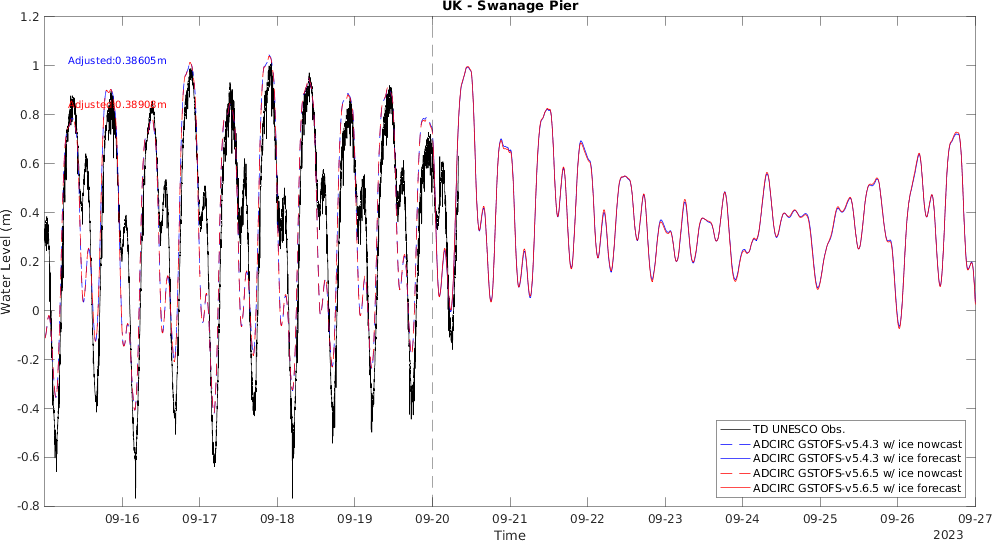 UK - Swanage Pier
1.2
1
0.8
0.6
0.4
0.2
0
-0.2
-0.4
-0.6
-0.8
Water Level (m)
Adjusted:0.38605m
Adjusted:0.38903m
TD UNESCO Obs.
ADCIRC GSTOFS-v5.4.3 w/ ice nowcast
ADCIRC GSTOFS-v5.4.3 w/ ice forecast
ADCIRC GSTOFS-v5.6.5 w/ ice nowcast
ADCIRC GSTOFS-v5.6.5 w/ ice forecast
09-16 09-17 09-18 09-19 09-20 09-21 09-22 09-23 09-24 09-25 09-26 09-27
Time
2023